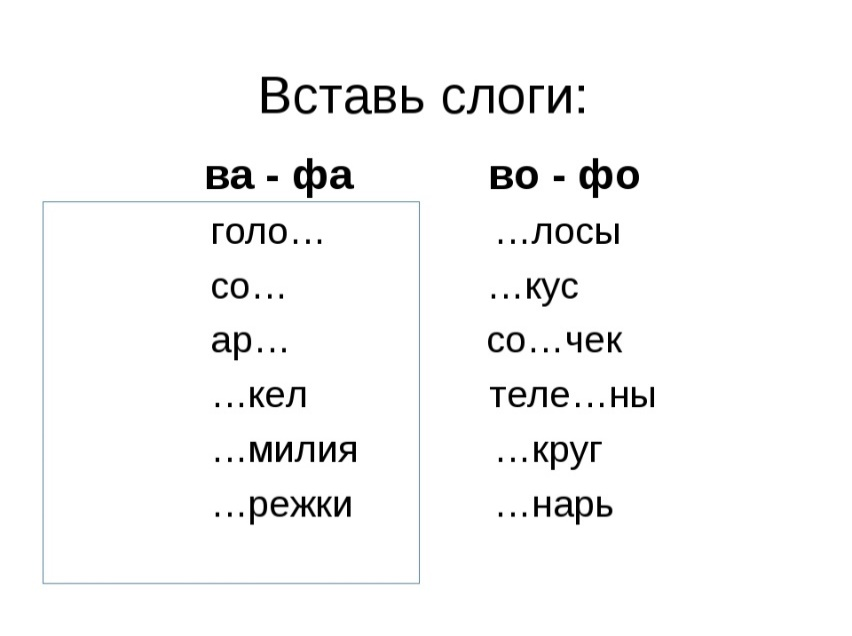 Вставь слоги:
ва - фа во - фо
голо… …лосы
со… …кус
ар… со…чек
…кел теле…ны
…милия …круг
…режки …нарь